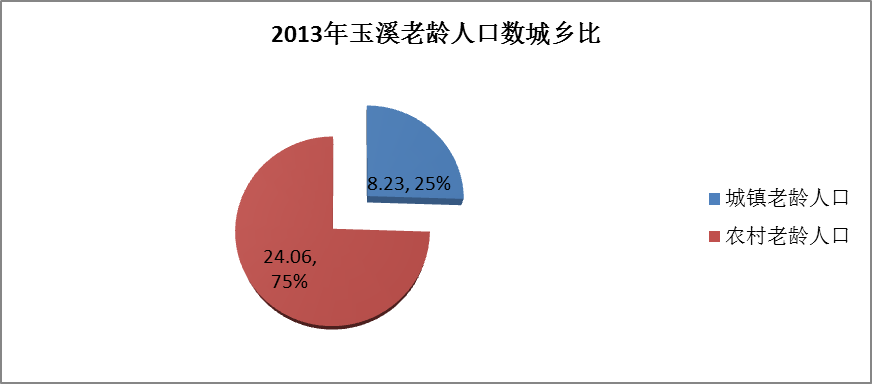 2013年玉溪老龄人口数城乡比
8.23, 25%
24.06,
75%
城镇老龄人口
农村老龄人口